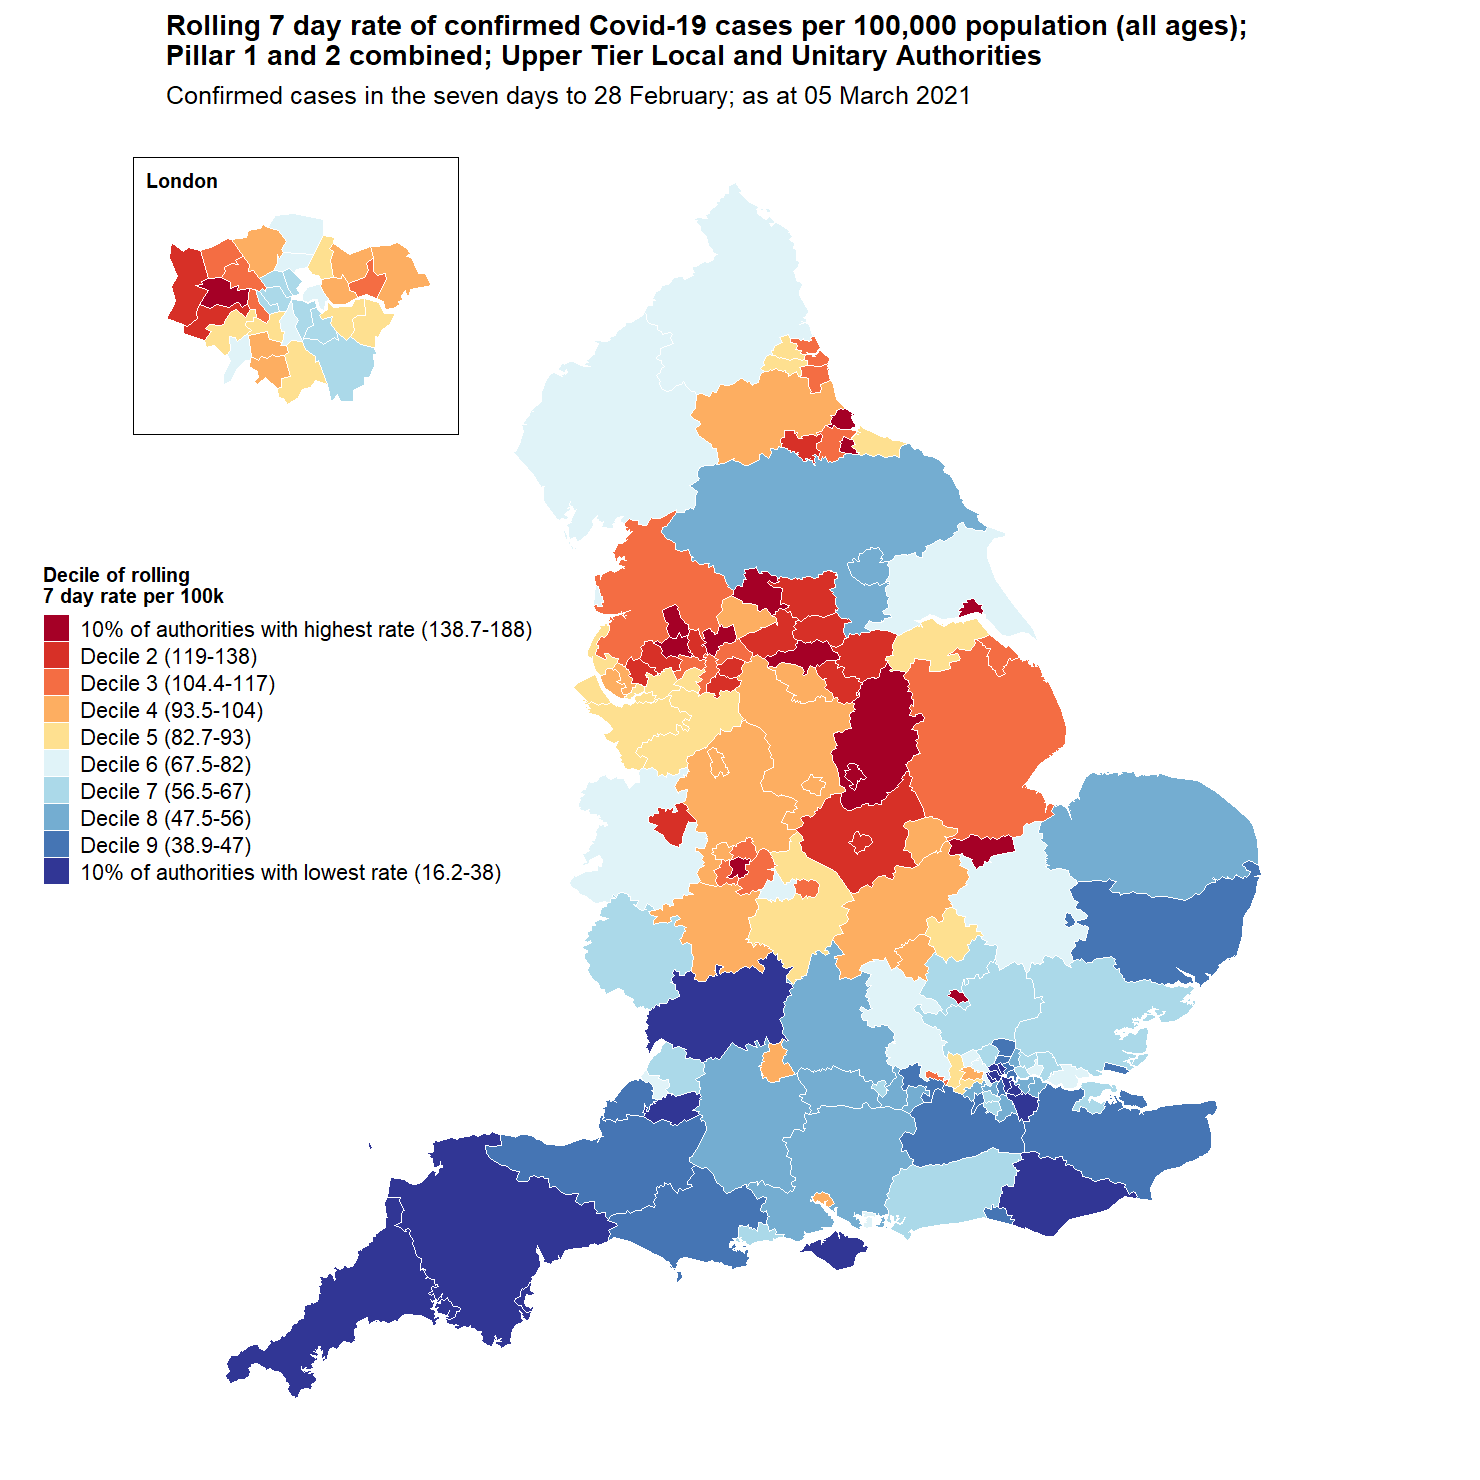 Rolling 7 day rate of confirmed Covid-19 cases per 100,000 population (all ages);
Pillar 1 and 2 combined; Upper Tier Local and Unitary Authorities
Confirmed cases in the seven days to 28 February; as at 05 March 2021
London
Decile of rolling
7 day rate per 100k
10% of authorities with highest rate (138.7-188)
Decile 2 (119-138)
Decile 3 (104.4-117)
Decile 4 (93.5-104)
Decile 5 (82.7-93)
Decile 6 (67.5-82)
Decile 7 (56.5-67)
Decile 8 (47.5-56)
Decile 9 (38.9-47)
10% of authorities with lowest rate (16.2-38)